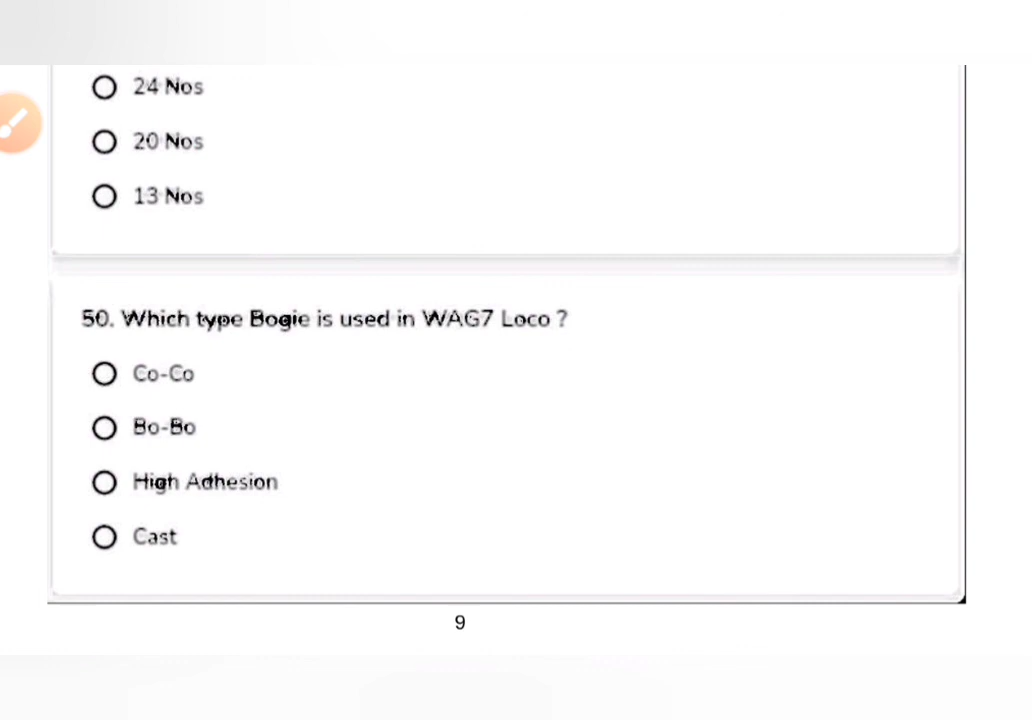 24 Nos
20 Nos
13 Nos
50. Which type Bogie is used in WAG7 Loco ?
Co-Co
Bo-Bo
High Adhesion
Cast
9